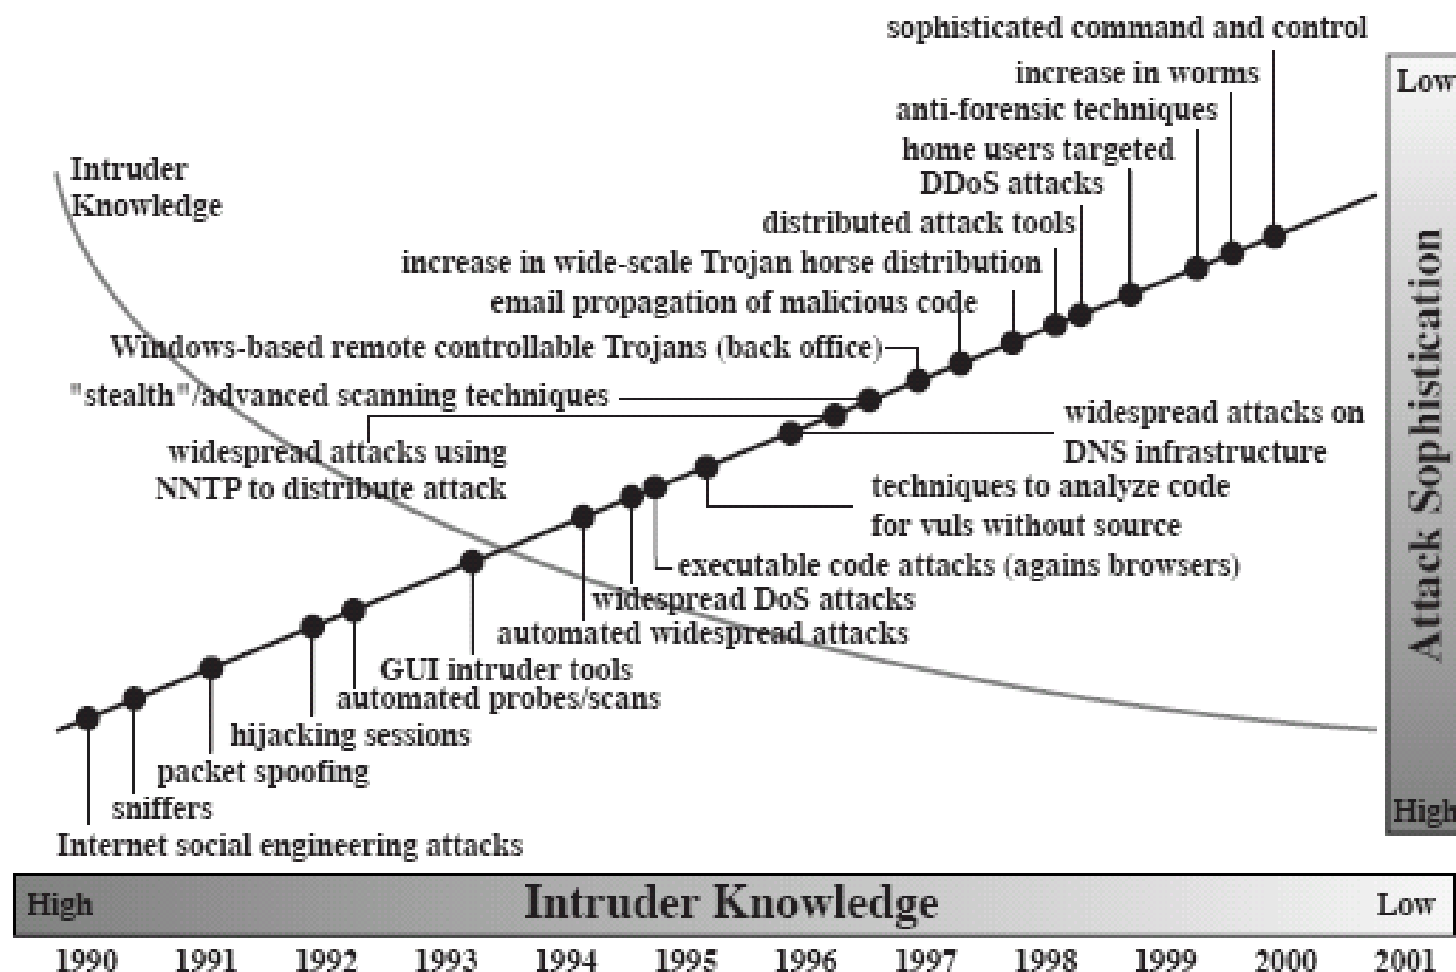 sophisticated command and control
increase in worms
anti-forensic techniques
home users targeted
DDoS attacks
distributed attack tools
increase in wide-scale Trojan horse distribution
email propagation of malicious code
Windows-based remote controllable Trojans (back office)
"stealth"/advanced scanning techniques
widespread attacks using
NNTP to distribute attack
widespread attacks on
DNS infrastructure
techniques to analyze code
for vuls without source
executable code attacks (agains browsers)
widespread DoS attacks
automated widespread attacks
GUI intruder tools
automated probes/scans
hijacking sessions
packet spoofing
sniffers
Internet social engineering attacks
Intruder
Knowledge
Low
Attack Sophistication
High
High Intruder Knowledge Low
1990 1991 1992 1993 1994 1995 1996 1997 1998 1999 2000 2001